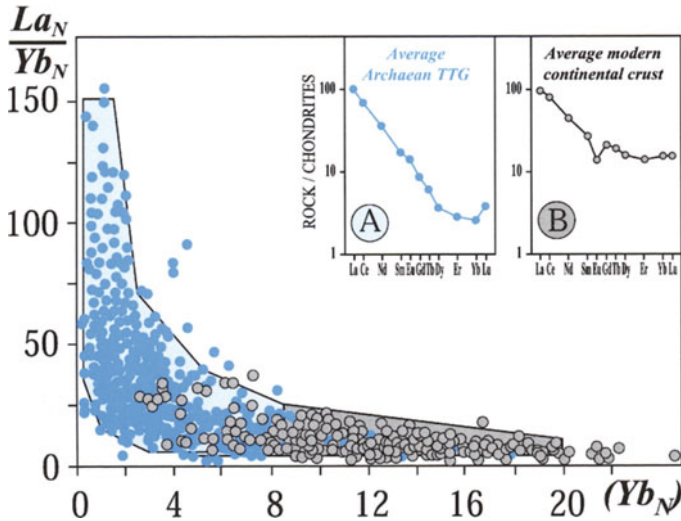 La_N
Yb_N
150
100
50
0
0
4
8
12
16
20
(Yb_N)
Average
Archaean TTG
ROCK / CHONDRITES
100
10
1
A
La Ce Nd Sm Eu Gd Tb Dy Er Yb Lu
Average modern
continental crust
100
10
1
B
La Ce Nd Sm Eu Gd Tb Dy Er Yb Lu